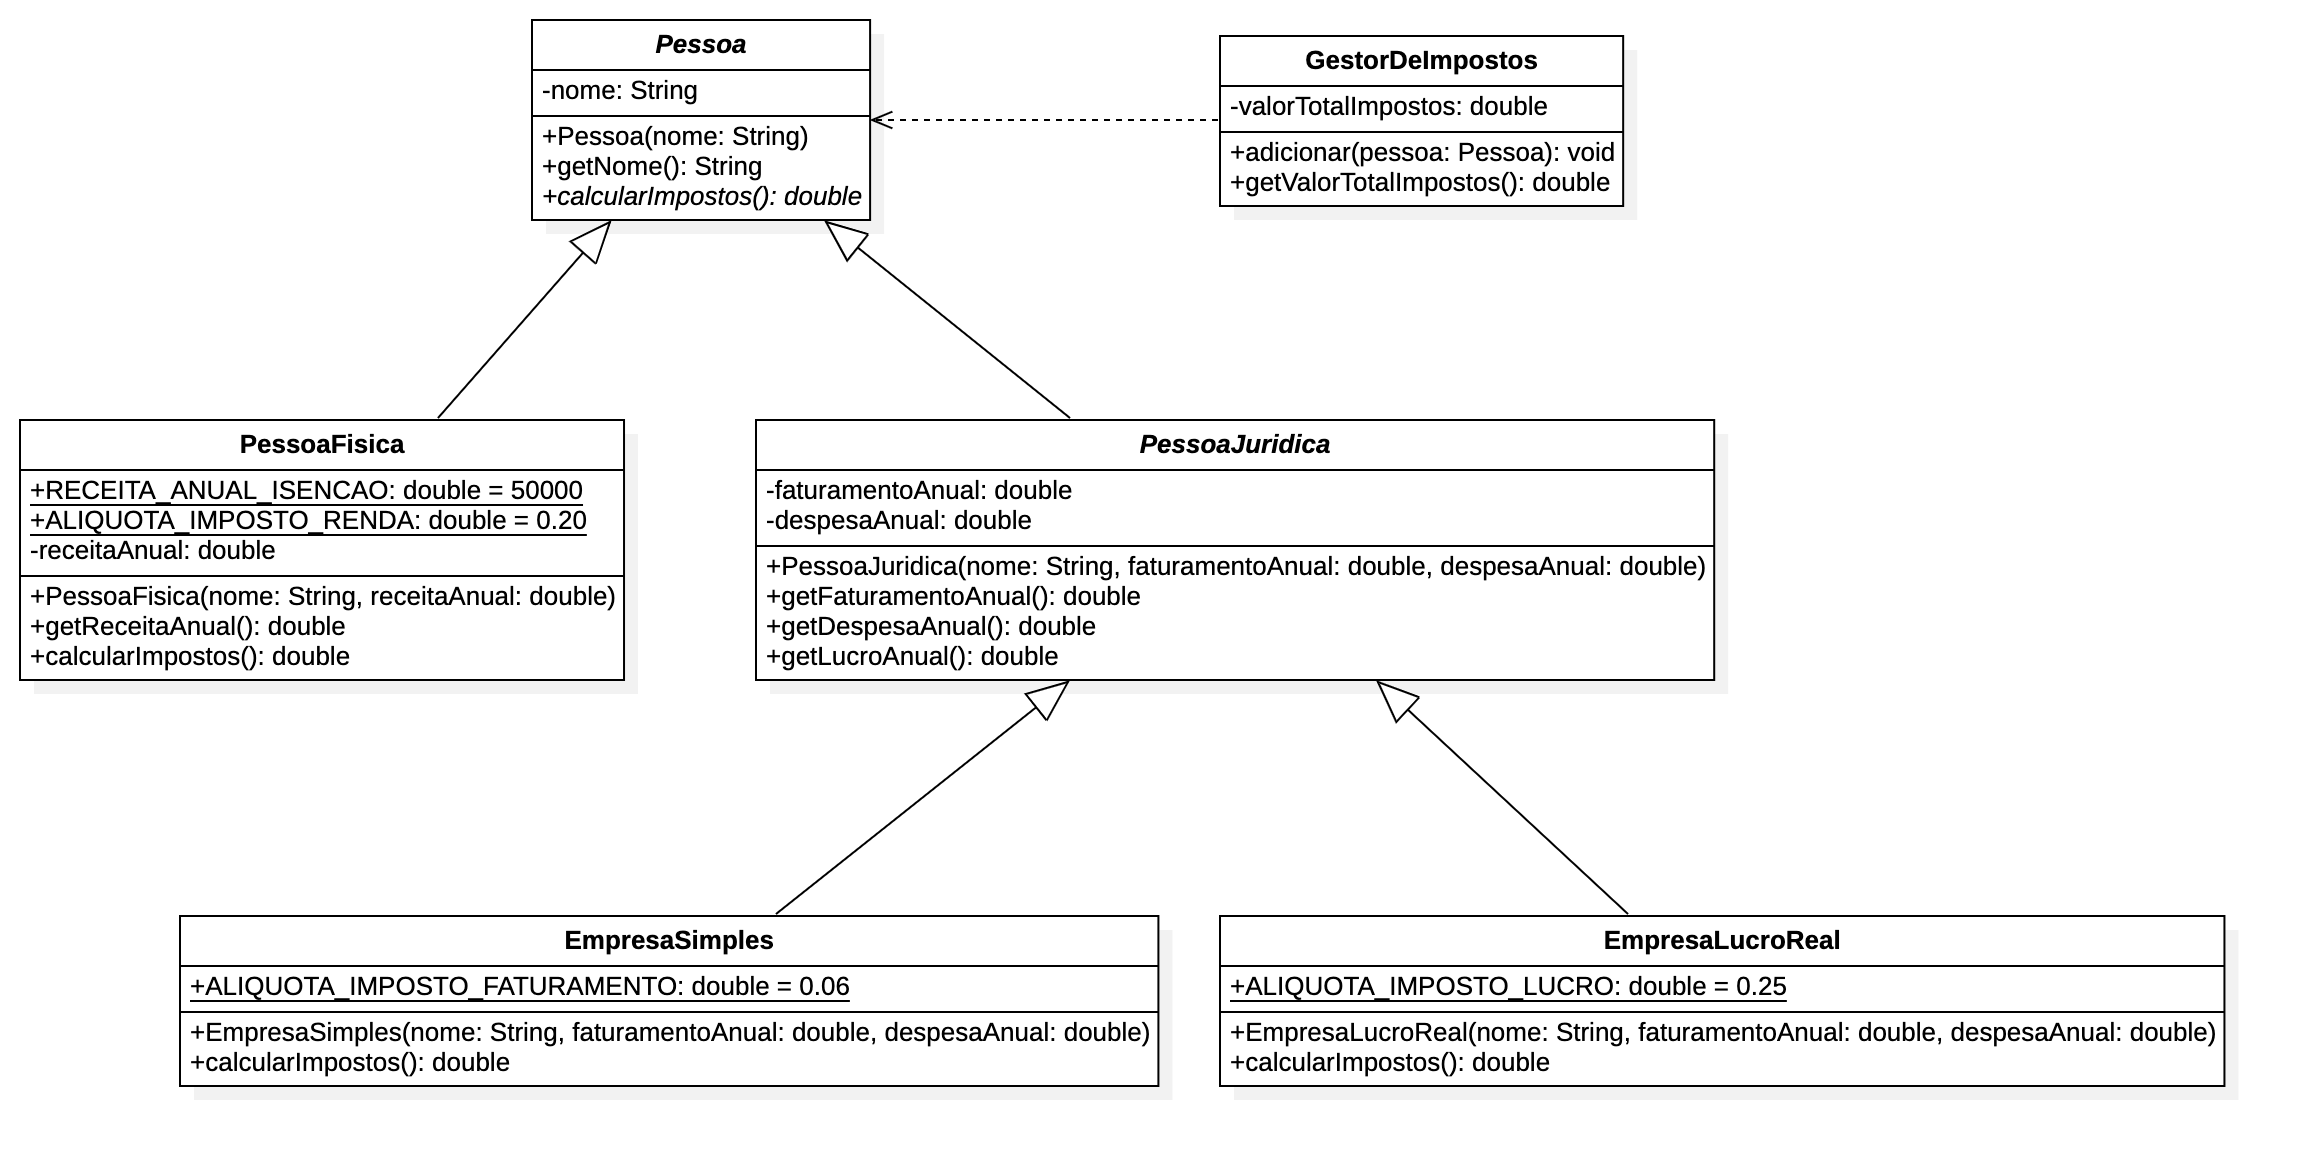 Pessoa
-nome: String
+Pessoa(nome: String)
+getNome(): String
+calcularImpostos(): double
GestorDeImpostos
-valorTotalImpostos: double
+adicionar(pessoa: Pessoa): void
+getValorTotalImpostos(): double
PessoaFisica
+RECEITA_ANUAL_ISENCAO: double = 50000
+ALIQUOTA_IMPOSTO_RENDA: double = 0.20
-receitaAnual: double
+PessoaFisica(nome: String, receitaAnual: double)
+getReceitaAnual(): double
+calcularImpostos(): double
PessoaJuridica
-faturamentoAnual: double
-despesaAnual: double
+PessoaJuridica(nome: String, faturamentoAnual: double, despesaAnual: double)
+getFaturamentoAnual(): double
+getDespesaAnual(): double
+getLucroAnual(): double
EmpresaSimples
+ALIQUOTA_IMPOSTO_FATURAMENTO: double = 0.06
+EmpresaSimples(nome: String, faturamentoAnual: double, despesaAnual: double)
+calcularImpostos(): double
EmpresaLucroReal
+ALIQUOTA_IMPOSTO_LUCRO: double = 0.25
+EmpresaLucroReal(nome: String, faturamentoAnual: double, despesaAnual: double)
+calcularImpostos(): double